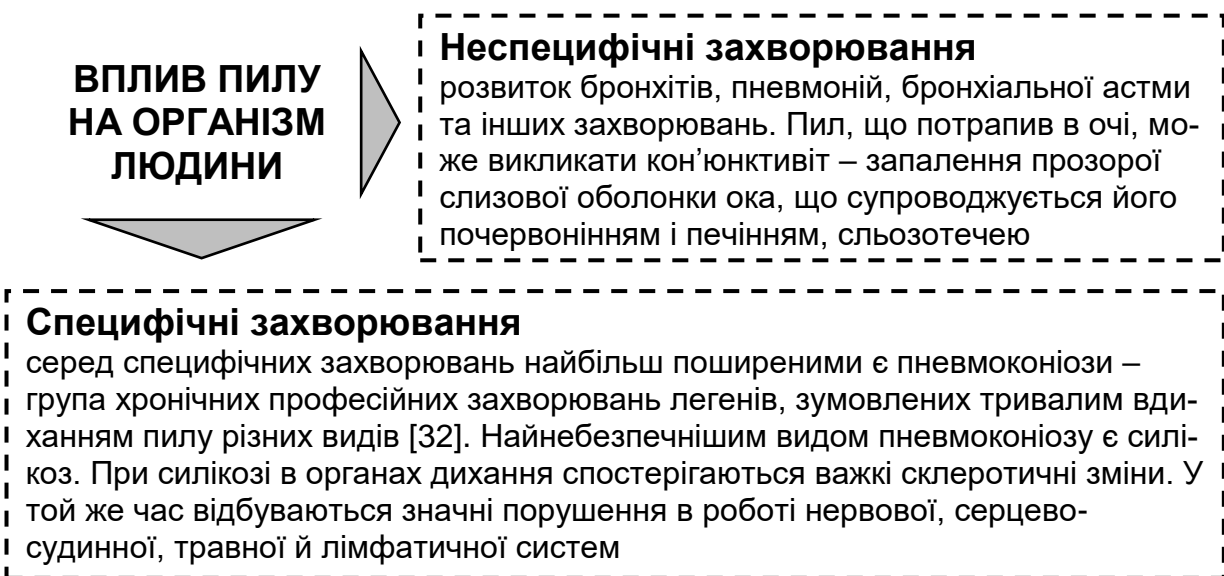 ВПЛИВ ПИЛУ
НА ОРГАНІЗМ
ЛЮДИНИ
Неспецифічні захворювання
розвиток бронхітів, пневмоній, бронхіальної астми
та інших захворювань. Пил, що потрапив в очі, мо-
же викликати кон’юнктивіт – запалення прозорої
слизової оболонки ока, що супроводжується його
почервонінням і печінням, сльозотечею
Специфічні захворювання
серед специфічних захворювань найбільш поширеними є пневмоконіози –
група хронічних професійних захворювань легенів, зумовлених тривалим вди-
ханням пилу різних видів [32]. Найнебезпечнішим видом пневмоконіозу є силі-
коз. При силікозі в органах дихання спостерігаються важкі склеротичні зміни. У
той же час відбуваються значні порушення в роботі нервової, серцево-
судинної, травної й лімфатичної систем